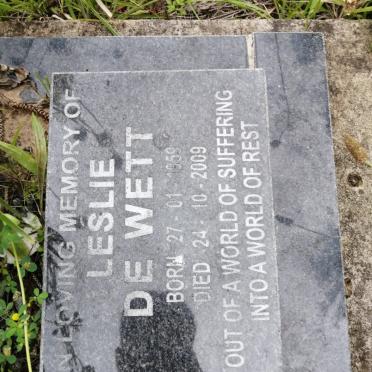 IN LOVING MEMORY OF
LESLIE
DE WETT
BORN 27 - 01 - 1959
DIED 24 - 10 - 2009
OUT OF A WORLD OF SUFFERING
INTO A WORLD OF REST